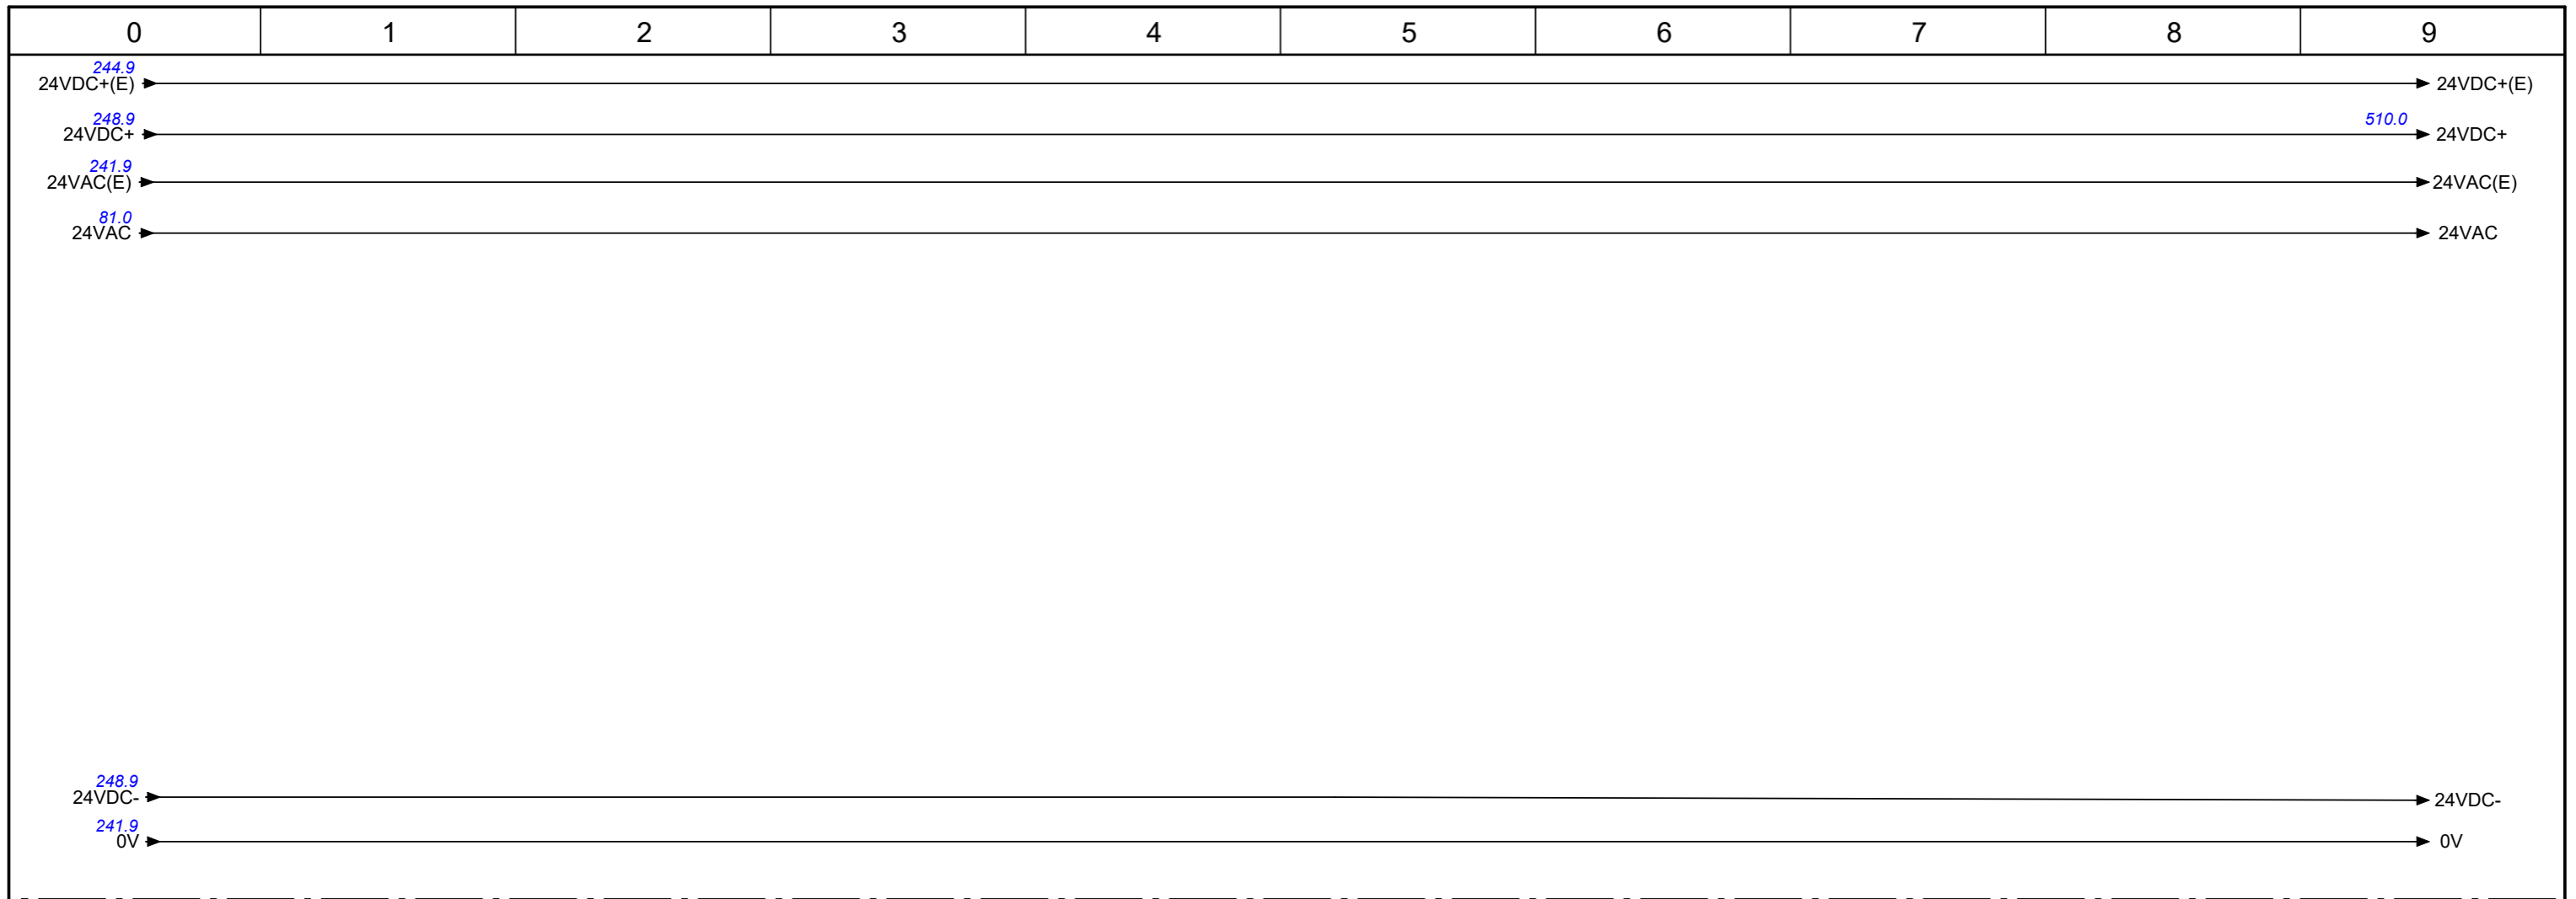 0 1 2 3 4 5 6 7 8 9
244.9
24VDC+(E) 24VDC+(E)
248.9 510.0
24VDC+ 24VDC+
241.9
24VAC(E) 24VAC(E)
81.0
24VAC 24VAC
248.9
24VDC- 24VDC-
241.9
0V 0V